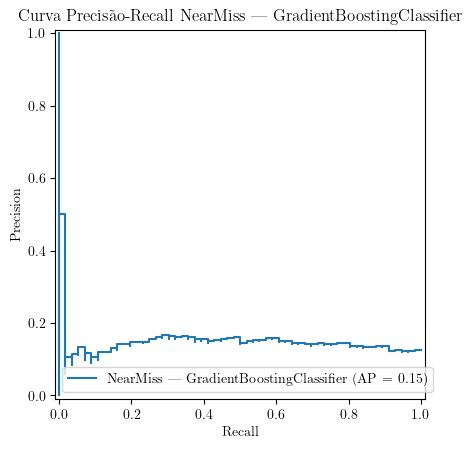 Curva Precisão-Recall NearMiss — GradientBoostingClassifier
1.0
0.8
0.6
0.4
0.2
0.0
Precision
NearMiss — GradientBoostingClassifier (AP = 0.15)
0.0 0.2 0.4 0.6 0.8 1.0
Recall